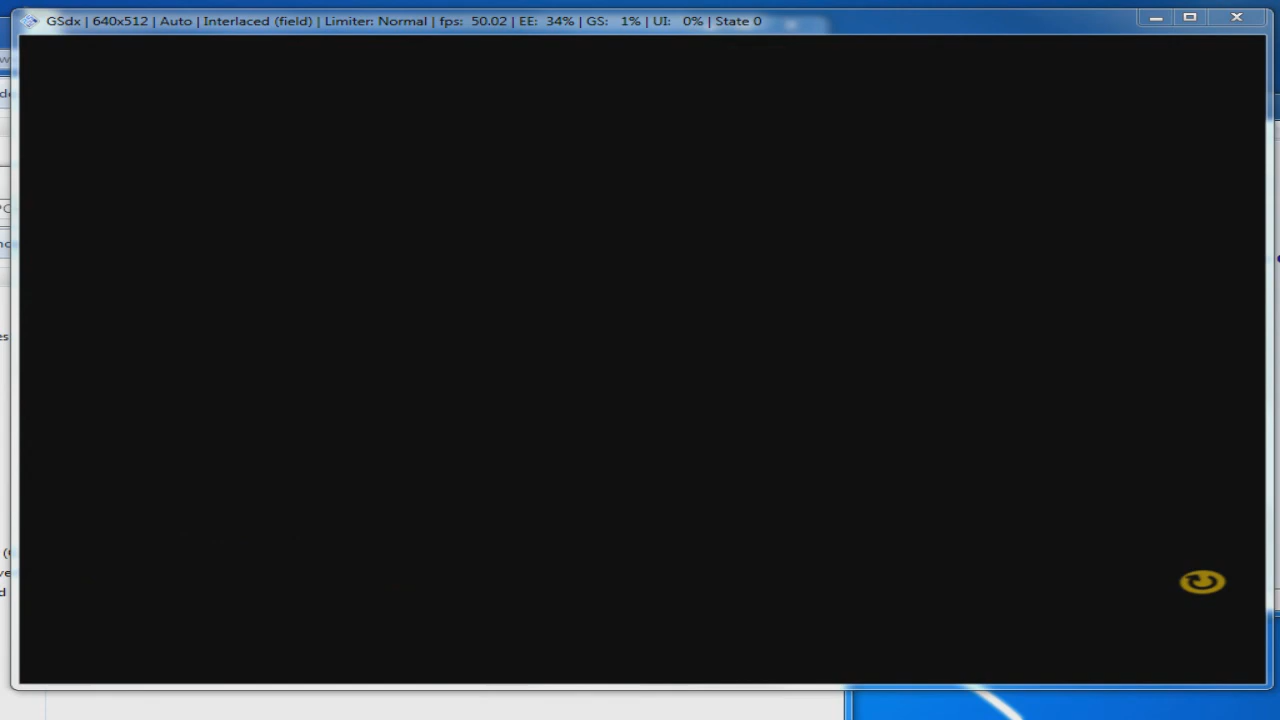 GSdx | 640x512 | Auto | Interlaced (field) | Limiter: Normal | fps: 50.02 | EE: 34% | GS: 1% | UI: 0% | State 0